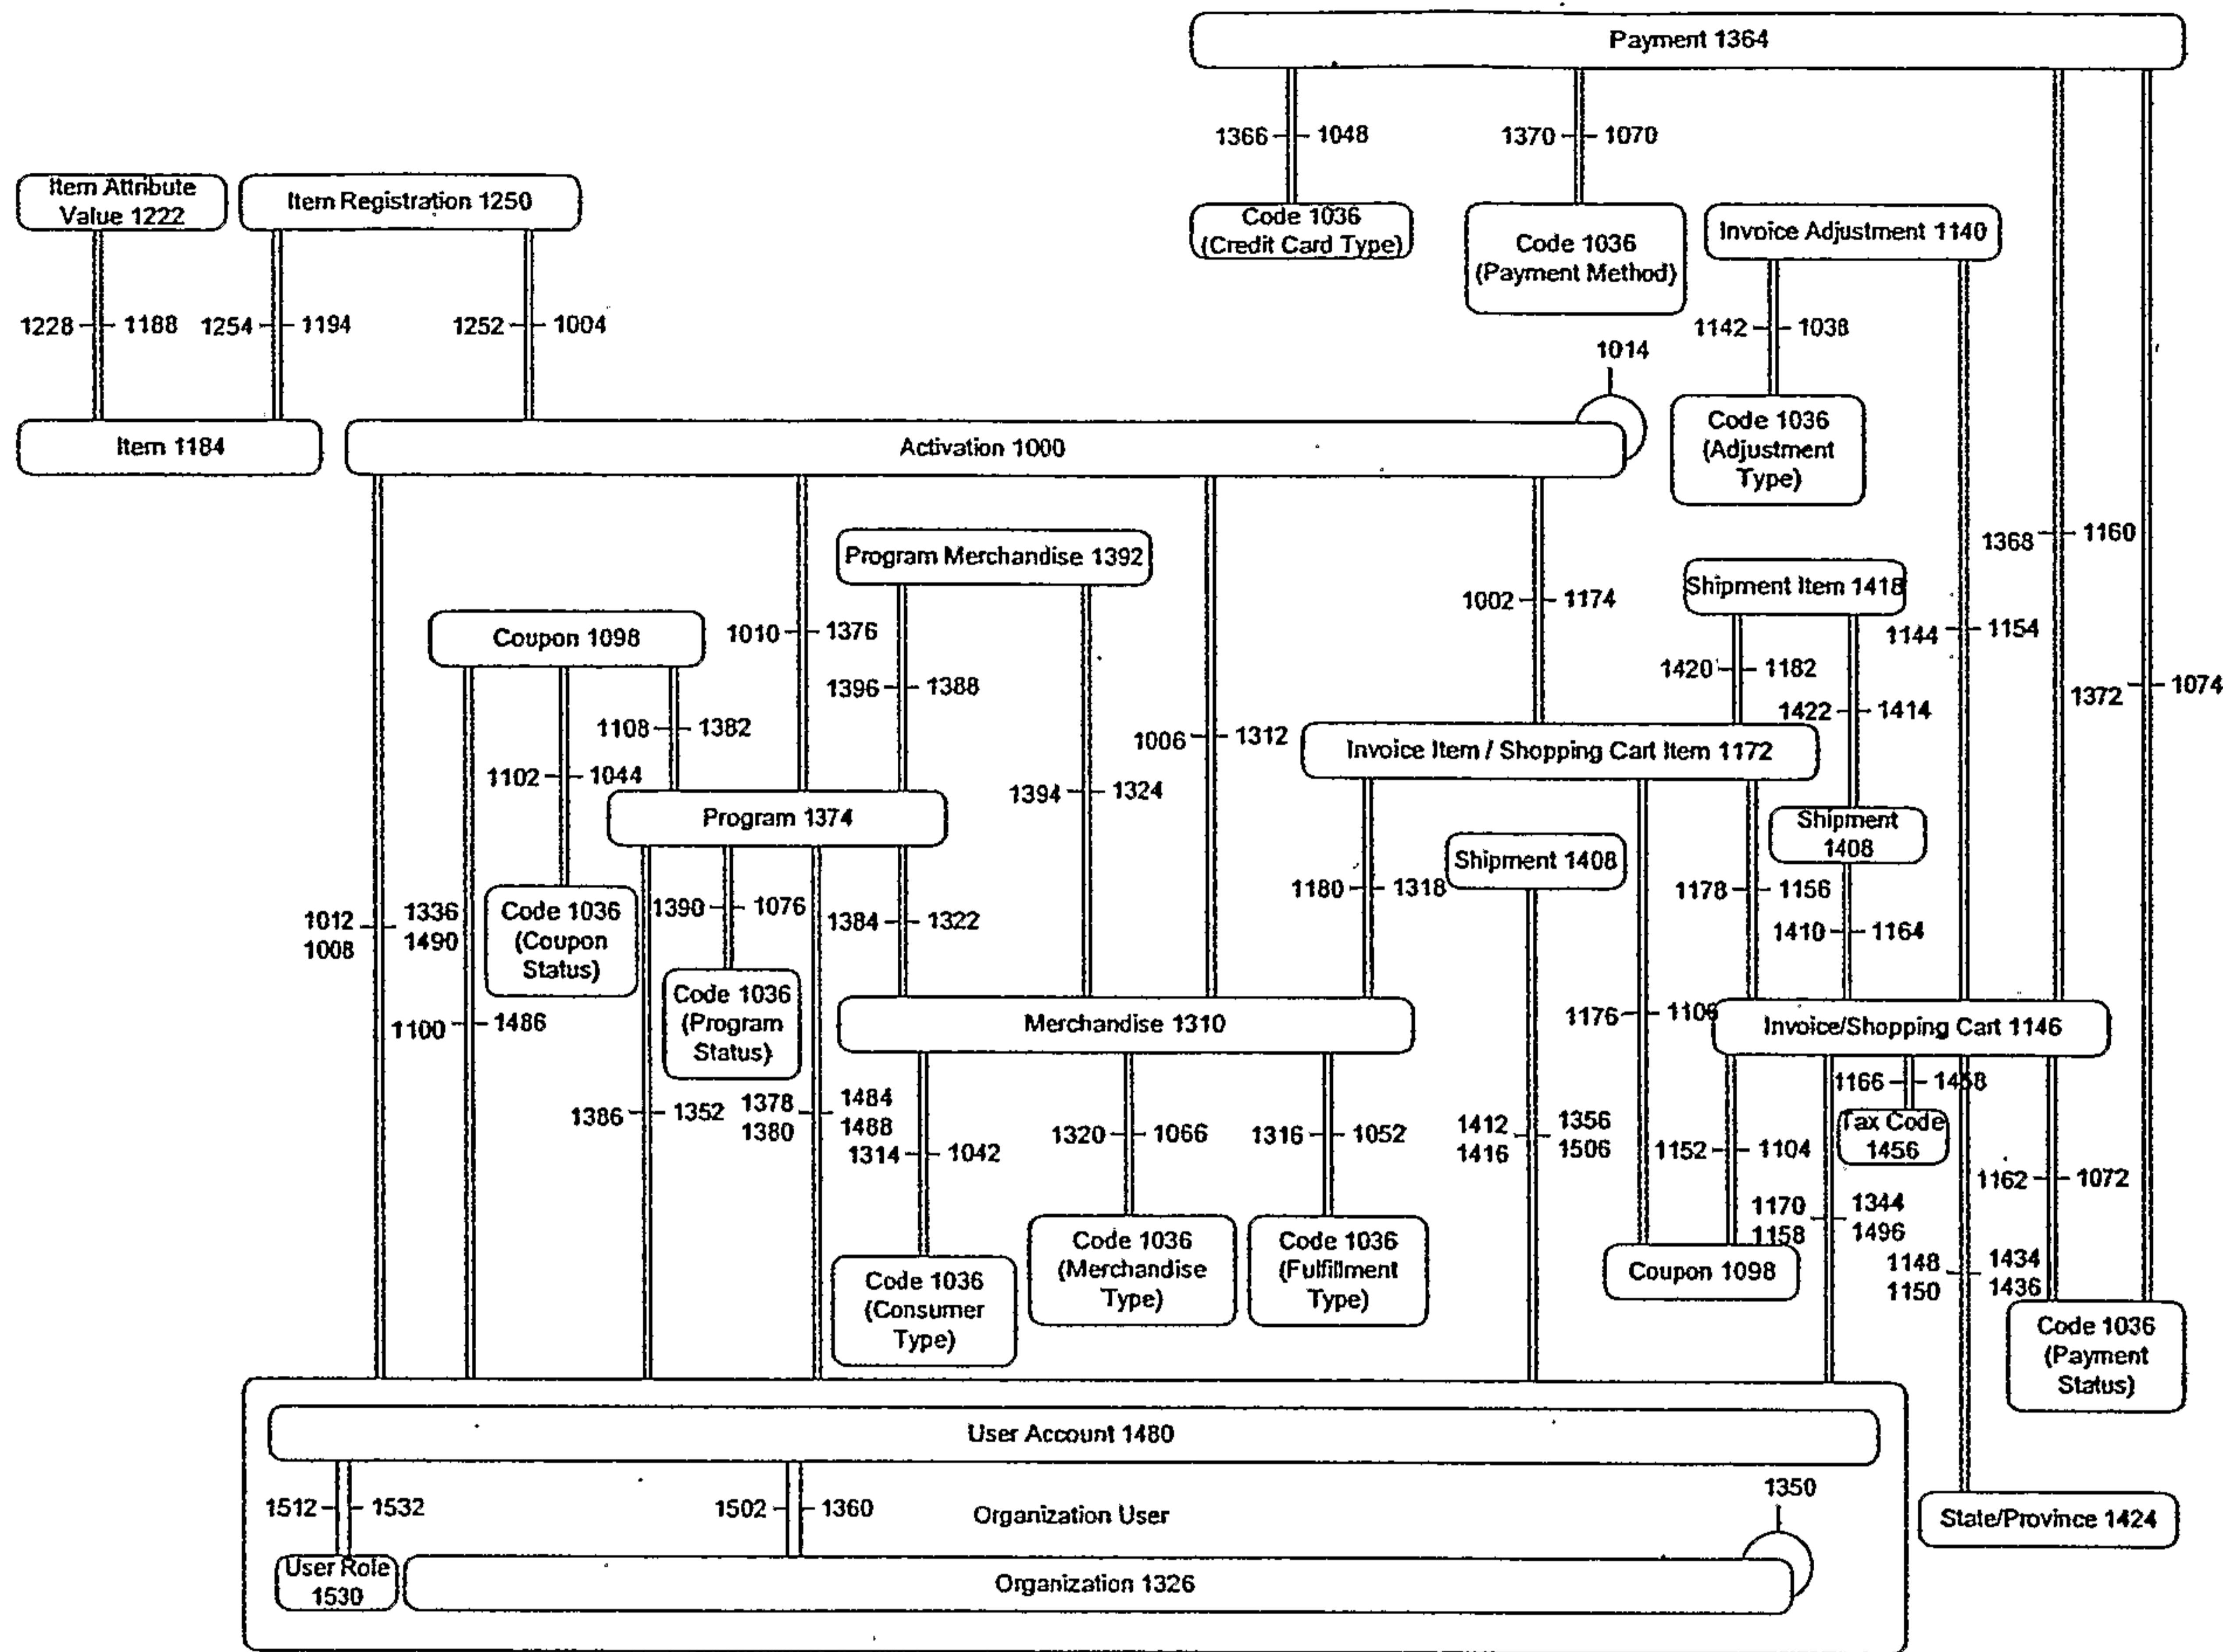 Payment 1364
1366
1048
1370
1070
Item Attribute
Value 1222
Item Registration 1250
Code 1036
(Credit Card Type)
Code 1036
(Payment Method)
Invoice Adjustment 1140
1228
1188
1254
1194
1252
1004
1142
1038
1014
Item 1184
Activation 1000
Code 1036
(Adjustment
Type)
1368
1160
Program Merchandise 1392
Shipment Item 1418
1002
1174
Coupon 1098
1010
1376
1144
1154
1420
1182
1396
1388
1372
1074
1422
1414
1108
1382
1006
1312
Invoice Item / Shopping Cart Item 1172
1102
1044
1394
1324
Program 1374
Shipment
1408
Shipment 1408
1180
1318
1178
1156
Code 1036
(Coupon
Status)
1390
1076
1384
1322
1012
1008
1336
1490
1410
1164
Code 1036
(Program
Status)
1100
1486
Merchandise 1310
1176
1106
Invoice/Shopping Cart 1146
1166
1458
1386
1352
1378
1380
1484
1488
1314
1042
1320
1066
1316
1052
1412
1416
1356
1506
1152
1104
Tax Code
1456
1162
1072
1170
1158
1344
1496
Code 1036
(Consumer
Type)
Code 1036
(Merchandise
Type)
Code 1036
(Fulfillment
Type)
Coupon 1098
1148
1150
1434
1436
Code 1036
(Payment
Status)
User Account 1480
1512
1532
1502
1360
Organization User
1350
State/Province 1424
User Role
1530
Organization 1326